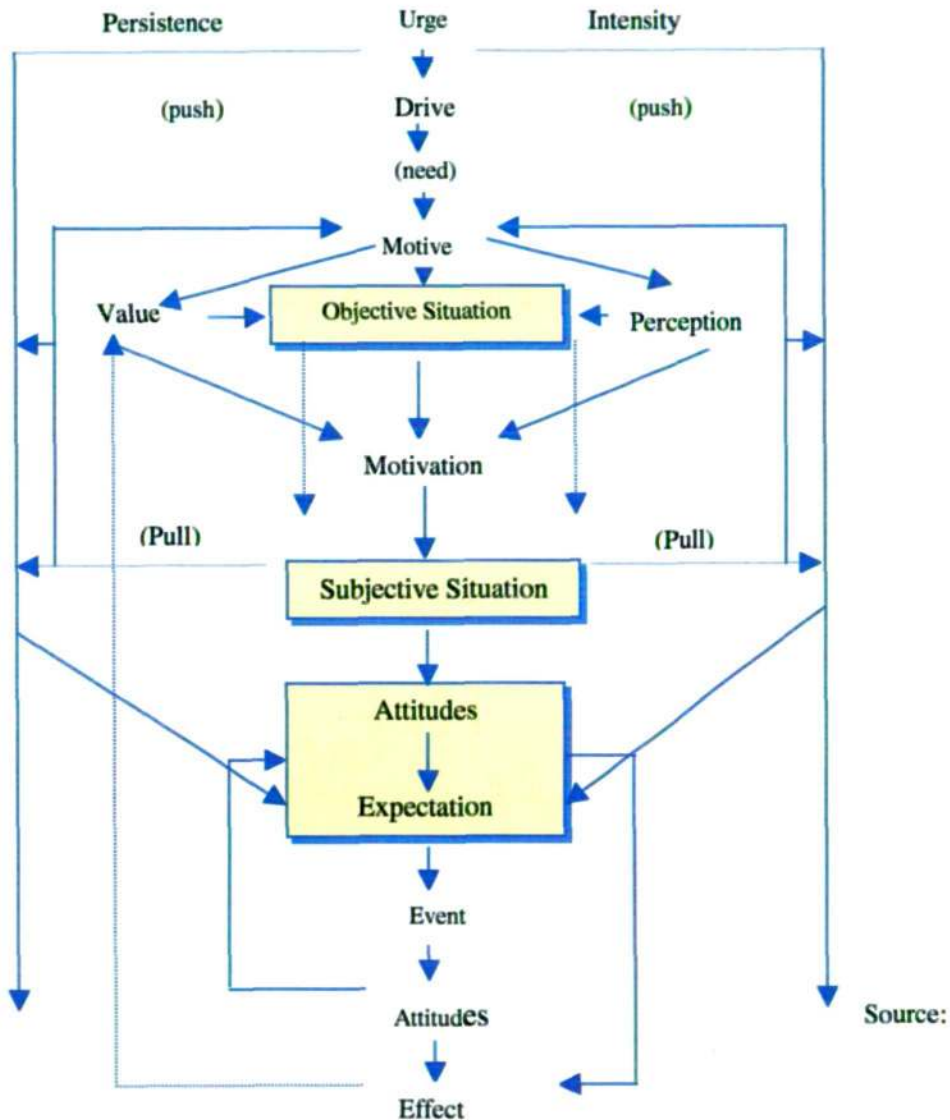 Persistence Urge Intensity
(push) Drive (push)
(need)
Motive
Value Objective Situation Perception
Motivation
(Pull) (Pull)
Subjective Situation
Attitudes
Expectation
Event
Attitudes Source:
Effect